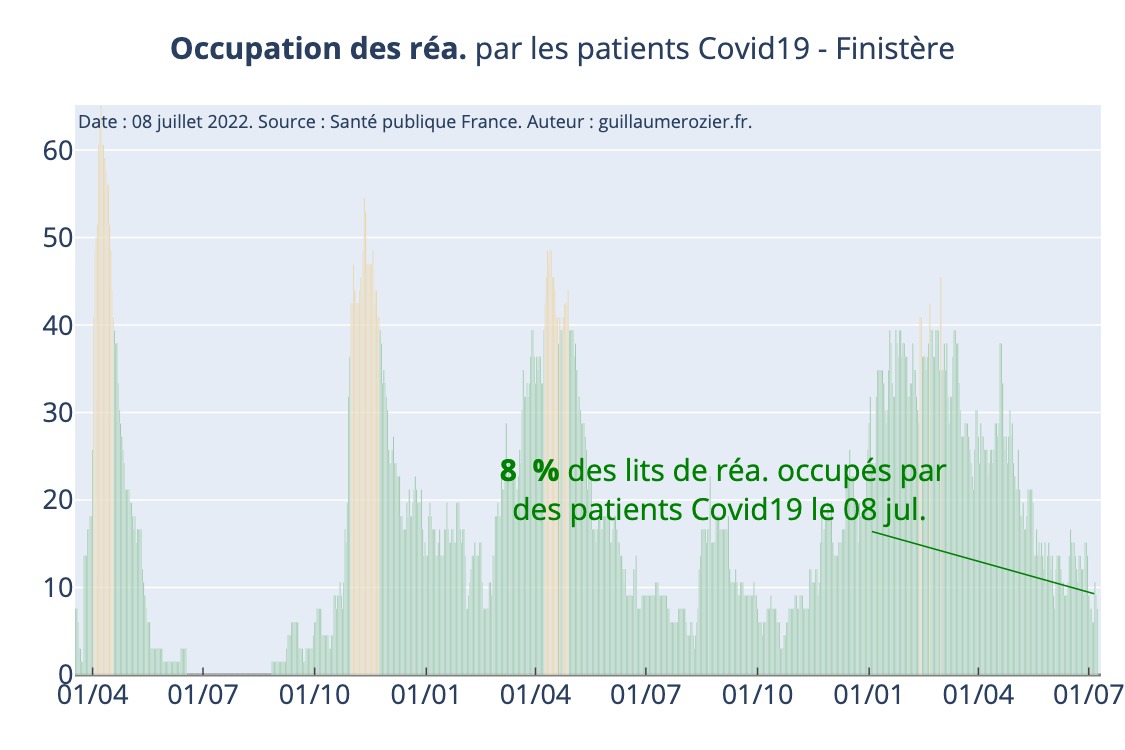 Occupation des réa. par les patients Covid19 - Finistère
Date : 08 juillet 2022. Source : Santé publique France. Auteur : guillaumerozier.fr.
60
50
40
30
20
10
0
8 % des lits de réa. occupés par
des patients Covid19 le 08 jul.
01/04 01/07 01/10 01/01 01/04 01/07 01/10 01/01 01/04 01/07